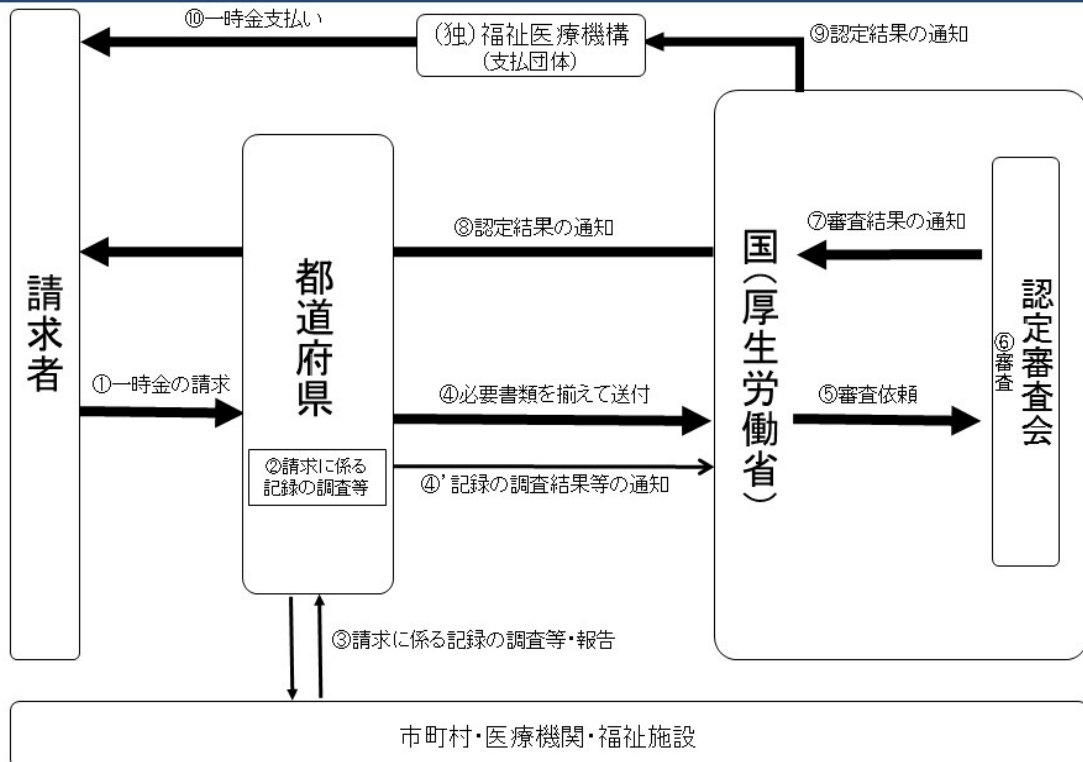 ⑩一時金支払い
(独)福祉医療機構
(支払団体)
⑨認定結果の通知
請求者
都道府県
国(厚生労働省)
認定審査会
⑧認定結果の通知
⑦審査結果の通知
⑥審査
①一時金の請求
④必要書類を揃えて送付
⑤審査依頼
②請求に係る
記録の調査等
④’記録の調査結果等の通知
③請求に係る記録の調査等・報告
市町村・医療機関・福祉施設